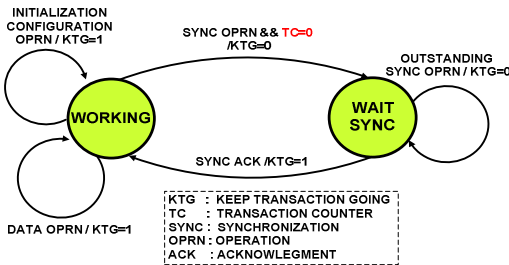 INITIALIZATION
CONFIGURATION
OPRN / KTG=1
SYNC OPRN && TC=0
/KTG=0
OUTSTANDING
SYNC OPRN / KTG=0
WORKING
WAIT
SYNC
SYNC ACK /KTG=1
DATA OPRN / KTG=1
KTG : KEEP TRANSACTION GOING
TC : TRANSACTION COUNTER
SYNC : SYNCHRONIZATION
OPRN : OPERATION
ACK : ACKNOWLEGMENT